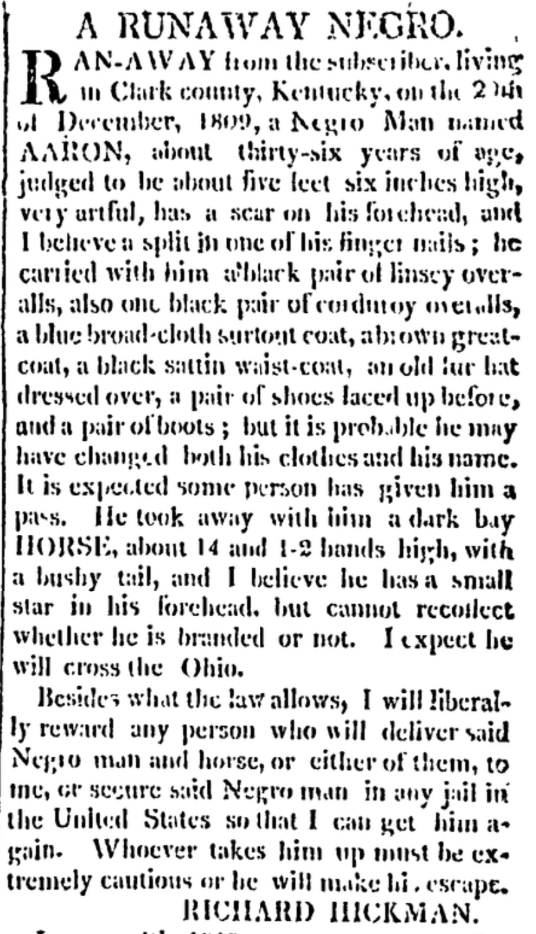 A RUNAWAY NEGRO.
RAN-AWAY from the subscriber, living
in Clark county, Kentucky, on the
of December, 1809, a Negro Man named
AARON, about thirty-six years of age,
judged to be about five feet six inches high,
very artful, has a scar on his forehead, and
I believe a split in one of his finger nails; he
carried with him a black pair of linsey over-
alls, also one black pair of corduroy overalls,
a blue broad-cloth surtout coat, a brown great-
coat, a black sattin waist-coat, an old fur hat
dressed over, a pair of shoes laced up before,
and a pair of boots; but it is probable he may
have changed both his clothes and his name.
It is expected some person has given him a
pass. He took away with him a dark bay
HORSE, about 14 and 1-2 hands high, with
a bushy tail, and I believe he has a small
star in his forehead, but cannot recollect
whether he is branded or not. I expect he
will cross the Ohio.
Besides what the law allows, I will liberal-
ly reward any person who will deliver said
Negro man and horse, or either of them, to
me, or secure said Negro man in any jail in
the United States so that I can get him a-
gain. Whoever takes him up must be ex-
tremely cautious or he will make his escape.
RICHARD HICKMAN.